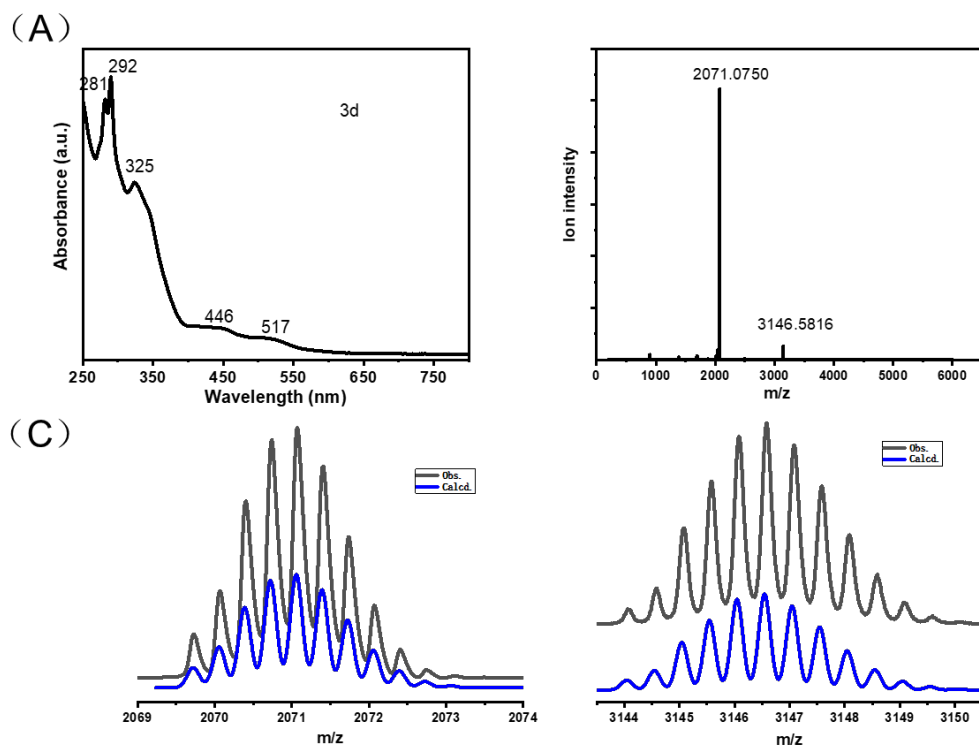 （A）
292
281
325
446
517
3d
Absorbance (a.u.)
250 350 450 550 650 750
Wavelength (nm)
2071.0750
3146.5816
Ion intensity
0 1000 2000 3000 4000 5000 6000
m/z
（C）
Obs.
Calcd.
2069 2070 2071 2072 2073 2074
m/z
Obs.
Calcd.
3144 3145 3146 3147 3148 3149 3150
m/z